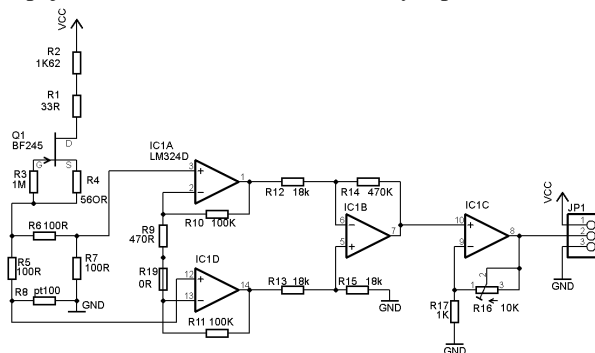 VCC
R2
1K62
R1
33R
Q1
BF245
D
G
S
R3
1M
R4
56OR
R6 100R
R5
100R
R7
100R
R8 pt100
GND
IC1A
LM324D
3
+
2
−
1
R10 100K
R9
470R
R19
0R
IC1D
12
+
13
−
14
R11 100K
R12 18k
R14 470K
IC1B
6
−
5
+
7
R13 18k
R15 18k
GND
IC1C
10
+
9
−
8
R17
1K
1
2
3
R16 10K
GND
VCC
JP1
1
2
3
GND